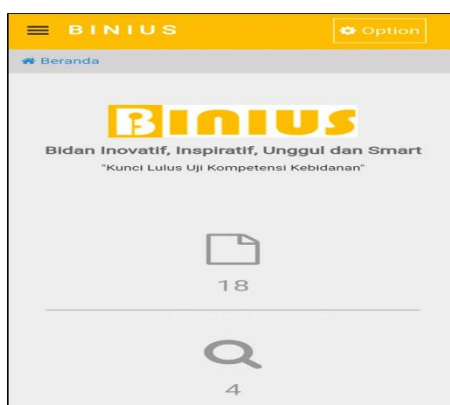 BINIUS
Option
Beranda
BINIUS
Bidan Inovatif, Inspiratif, Unggul dan Smart
"Kunci Lulus Uji Kompetensi Kebidanan"
18
4